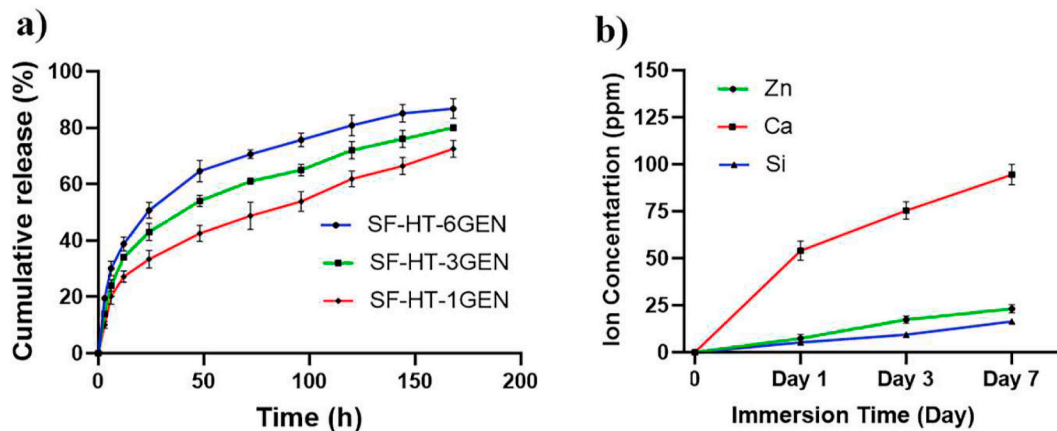 a)
Cumulative release (%)
100
80
60
40
20
0
SF-HT-6GEN
SF-HT-3GEN
SF-HT-1GEN
0 50 100 150 200
Time (h)
b)
Ion Concentartion (ppm)
150
125
100
75
50
25
0
Zn
Ca
Si
0 Day 1 Day 3 Day 7
Immersion Time (Day)